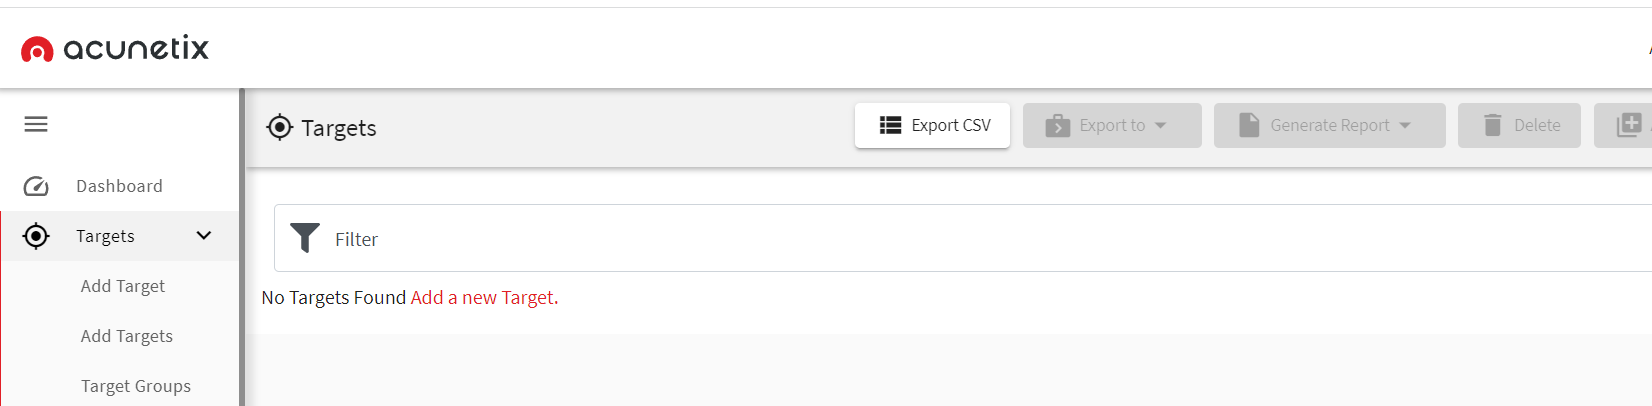 acunetix
Targets
Export CSV
Export to
Generate Report
Delete
Dashboard
Targets
Add Target
Add Targets
Target Groups
Filter
No Targets Found Add a new Target.